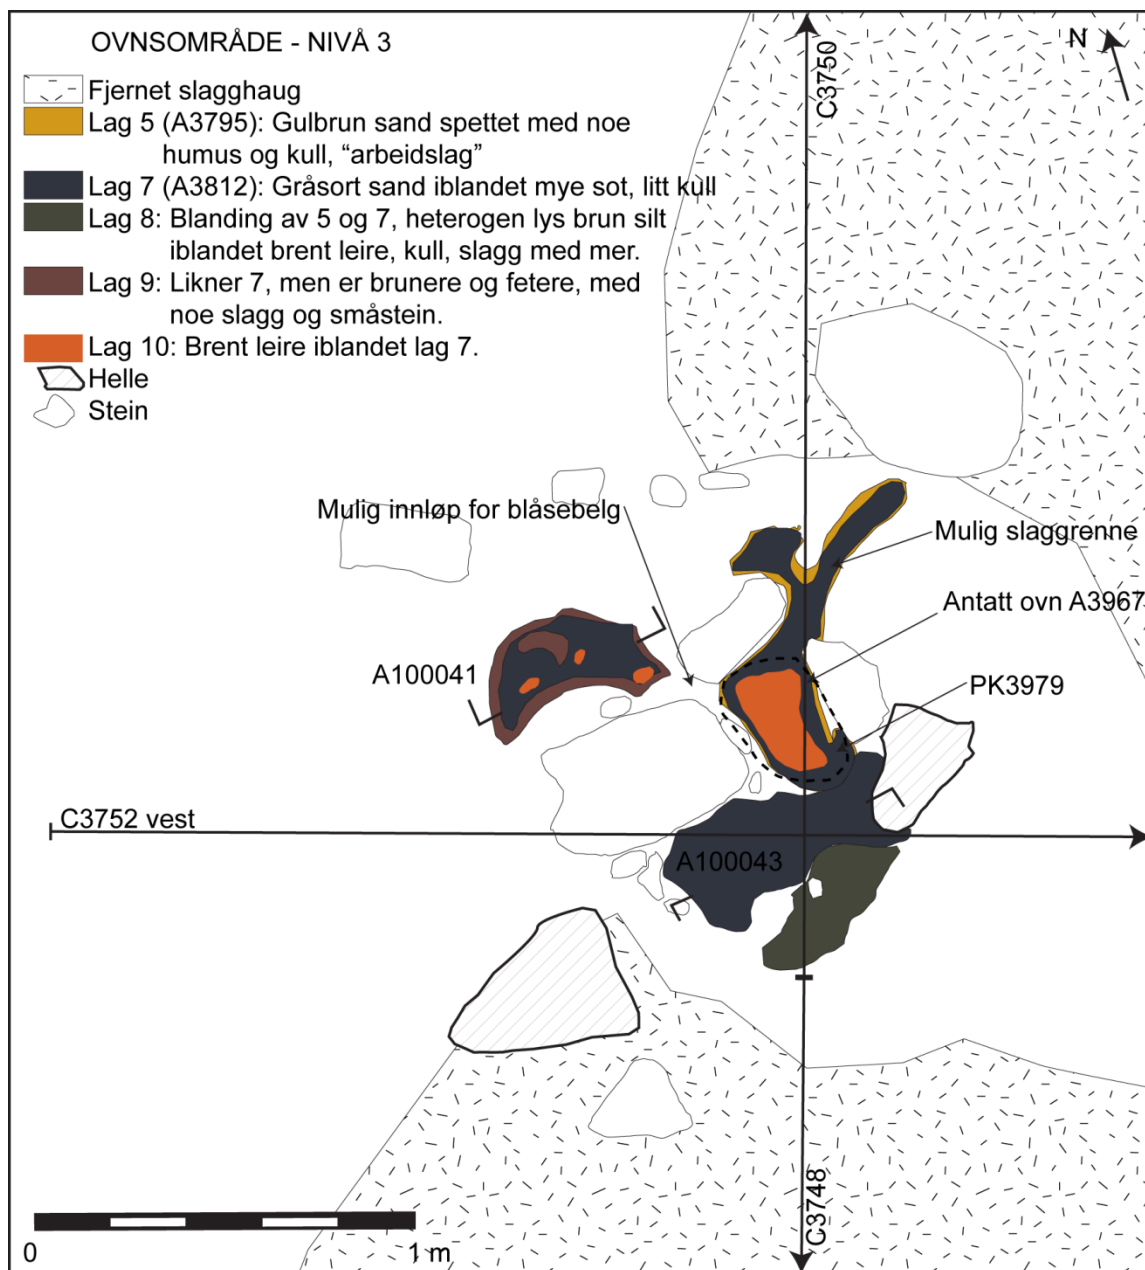 OVNSOMRÅDE - NIVÅ 3
N
Fjernet slagghaug
Lag 5 (A3795): Gulbrun sand spettet med noe
humus og kull, “arbeidslag”
Lag 7 (A3812): Gråsort sand iblandet mye sot, litt kull
Lag 8: Blanding av 5 og 7, heterogen lys brun silt
iblandet brent leire, kull, slagg med mer.
Lag 9: Likner 7, men er brunere og fetere, med
noe slagg og småstein.
Lag 10: Brent leire iblandet lag 7.
Helle
Stein
C3750
Mulig innløp for blåsebelg
Mulig slaggrenne
Antatt ovn A3967
A100041
PK3979
C3752 vest
A100043
C3748
0
1 m